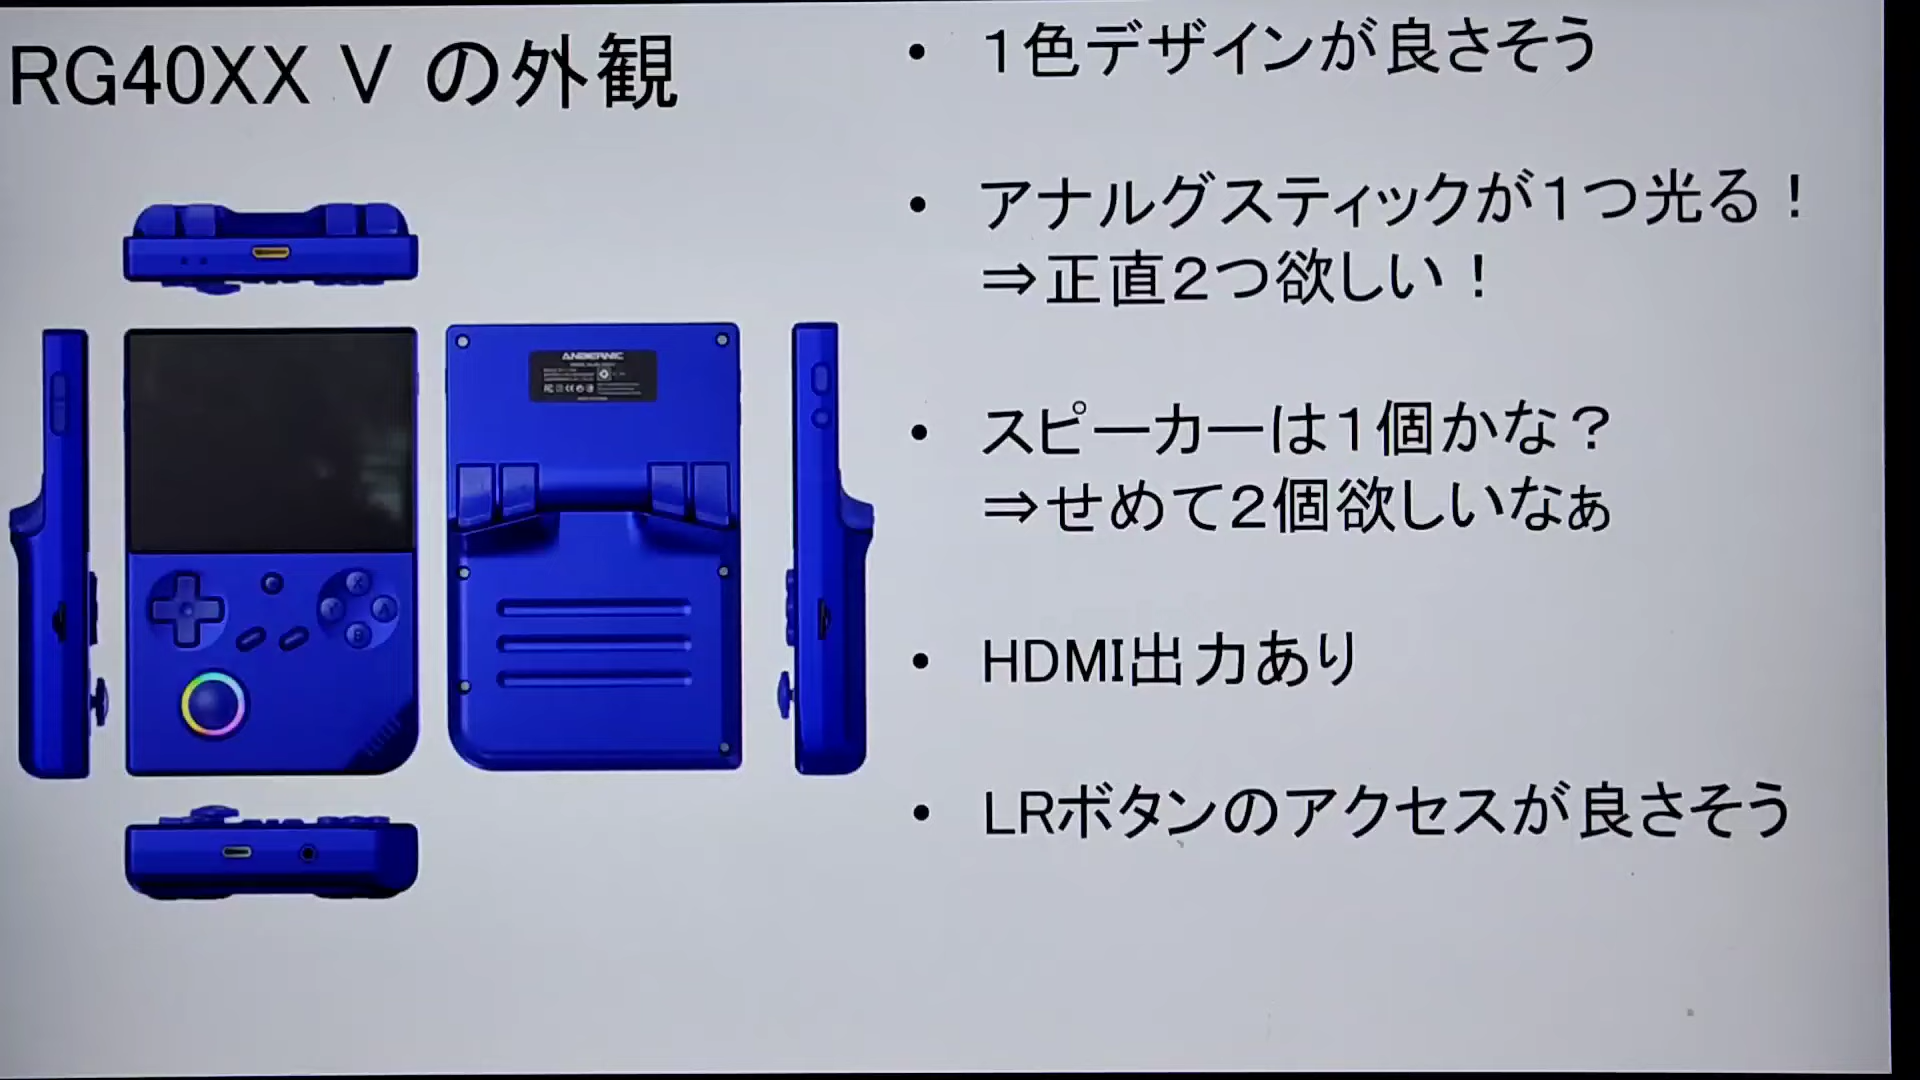 RG40XX V の外観
• １色デザインが良さそう
• アナルグスティックが１つ光る！
⇒正直２つ欲しい！
• スピーカーは１個かな？
⇒せめて２個欲しいなぁ
• HDMI出力あり
• LRボタンのアクセスが良さそう
ANBERNIC
X
Y
A
B